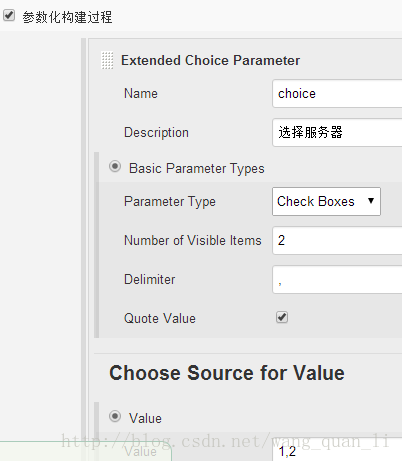 参数化构建过程
Extended Choice Parameter
Name choice
Description 选择服务器
Basic Parameter Types
Parameter Type Check Boxes
Number of Visible Items 2
Delimiter ,
Quote Value
Choose Source for Value
Value
http://blog.csdn.net/wang_quan_li
Value 1,2